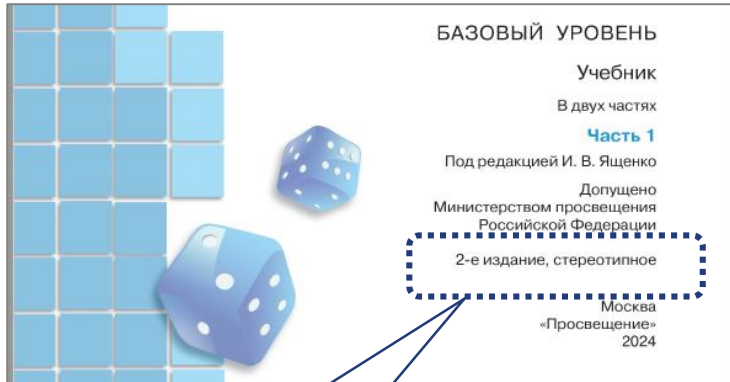 БАЗОВЫЙ УРОВЕНЬ
Учебник
В двух частях
Часть 1
Под редакцией И. В. Ященко
Допущено
Министерством просвещения
Российской Федерации
2-е издание, стереотипное
Москва
«Просвещение»
2024